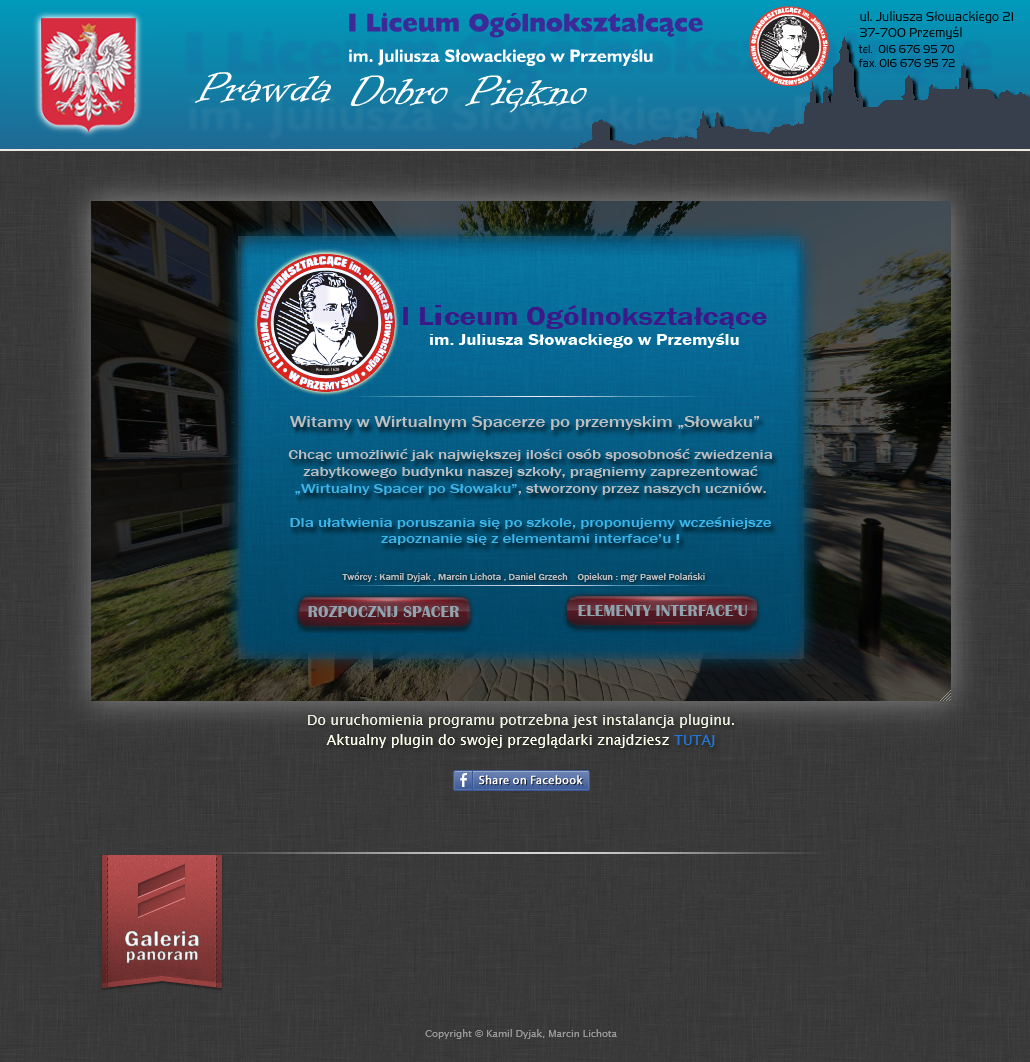 I Liceum Ogólnokształcące
im. Juliusza Słowackiego w Przemyślu
Prawda Dobro Piękno
I LICEUM OGÓLNOKSZTAŁCĄCE im. Juliusza Słowackiego • W PRZEMYŚLU •
ul. Juliusza Słowackiego 21
37-700 Przemyśl
tel. 016 676 95 70
fax. 016 676 95 72
I LICEUM OGÓLNOKSZTAŁCĄCE im. Juliusza Słowackiego • W PRZEMYŚLU •
Rok zał. 1628
I Liceum Ogólnokształcące
im. Juliusza Słowackiego w Przemyślu
Witamy w Wirtualnym Spacerze po przemyskim „Słowaku”
Chcąc umożliwić jak największej ilości osób sposobność zwiedzenia
zabytkowego budynku naszej szkoły, pragniemy zaprezentować
„Wirtualny Spacer po Słowaku”, stworzony przez naszych uczniów.
Dla ułatwienia poruszania się po szkole, proponujemy wcześniejsze
zapoznanie się z elementami interface’u !
Twórcy : Kamil Dyjak , Marcin Lichota , Daniel Grzech Opiekun : mgr Paweł Polański
ROZPOCZNIJ SPACER
ELEMENTY INTERFACE’U
Do uruchomienia programu potrzebna jest instalancja pluginu.
Aktualny plugin do swojej przeglądarki znajdziesz TUTAJ
f Share on Facebook
Galeria
panoram
Copyright © Kamil Dyjak, Marcin Lichota